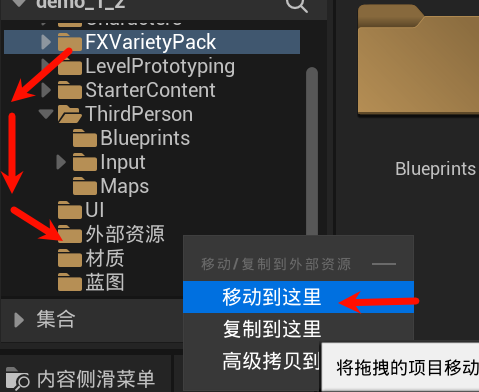 demo_1_2
Characters
FXVarietyPack
LevelPrototyping
StarterContent
ThirdPerson
Blueprints
Input
Maps
UI
外部资源
材质
蓝图
集合
内容侧滑菜单
Blueprints
移动/复制到外部资源
移动到这里
复制到这里
高级拷贝到
将拖拽的项目移动